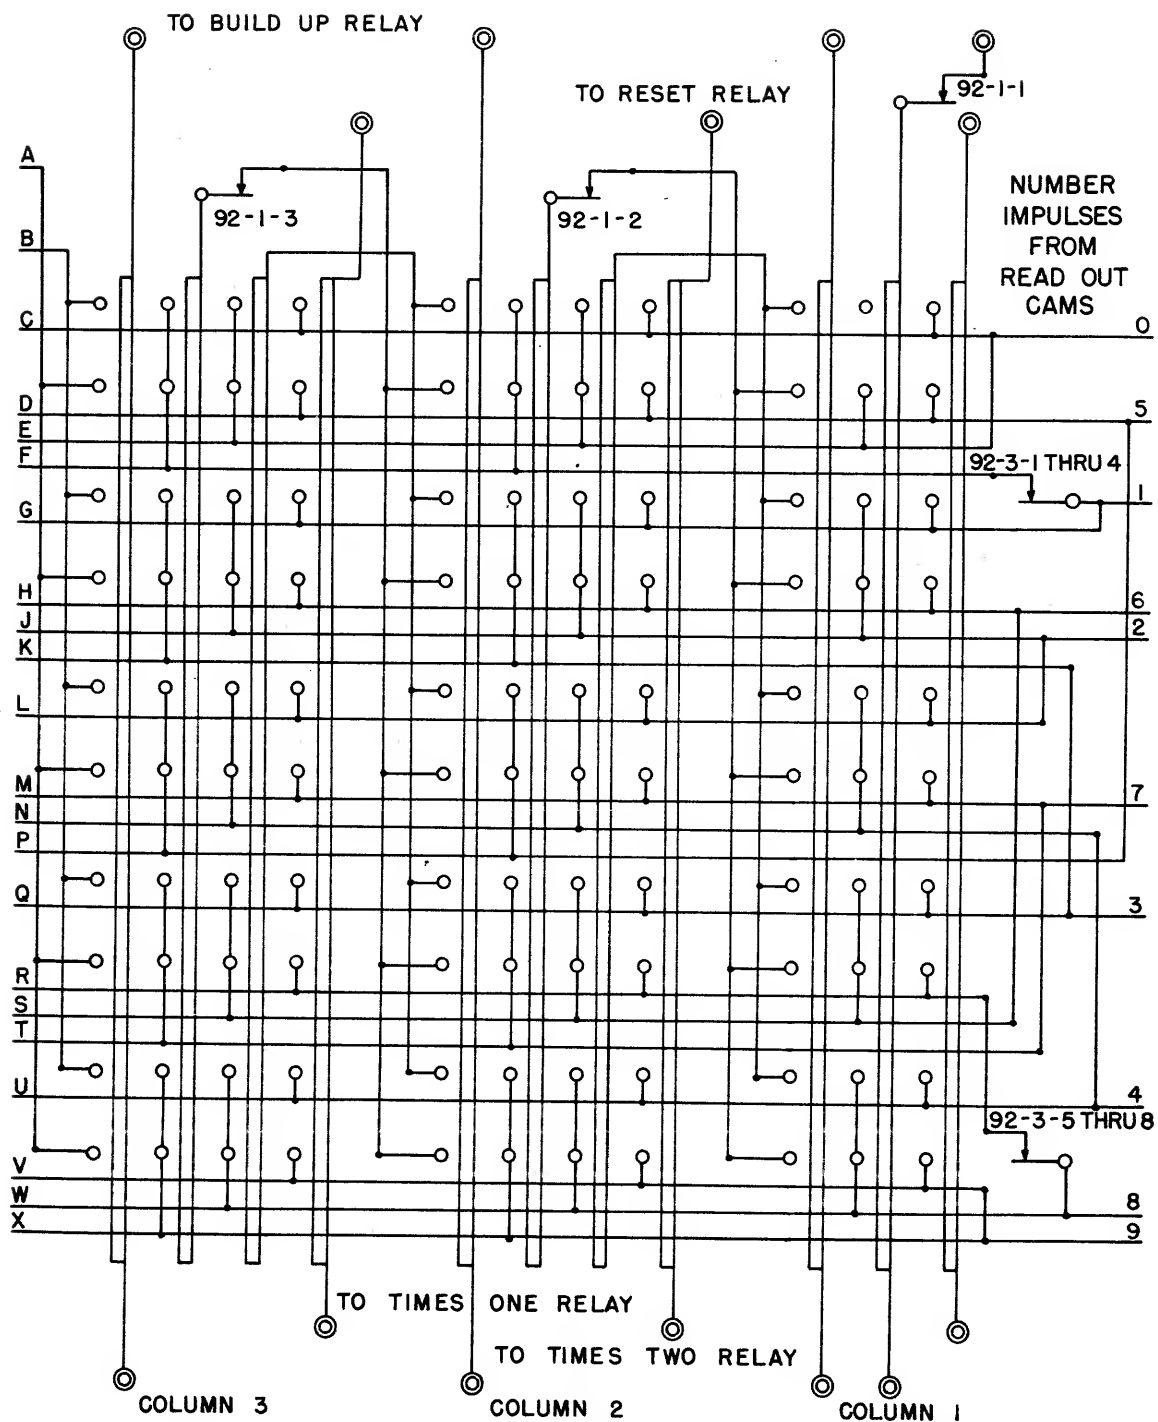 TO BUILD UP RELAY
TO RESET RELAY
92-1-1
A
92-1-3
92-1-2
NUMBER
IMPULSES
FROM
READ OUT
CAMS
B
C
0
D
5
E
F
92-3-1 THRU 4
G
1
H
6
J
2
K
L
M
7
N
P
Q
3
R
S
T
U
4
92-3-5 THRU 8
V
W
8
X
9
TO TIMES ONE RELAY
TO TIMES TWO RELAY
COLUMN 3
COLUMN 2
COLUMN 1